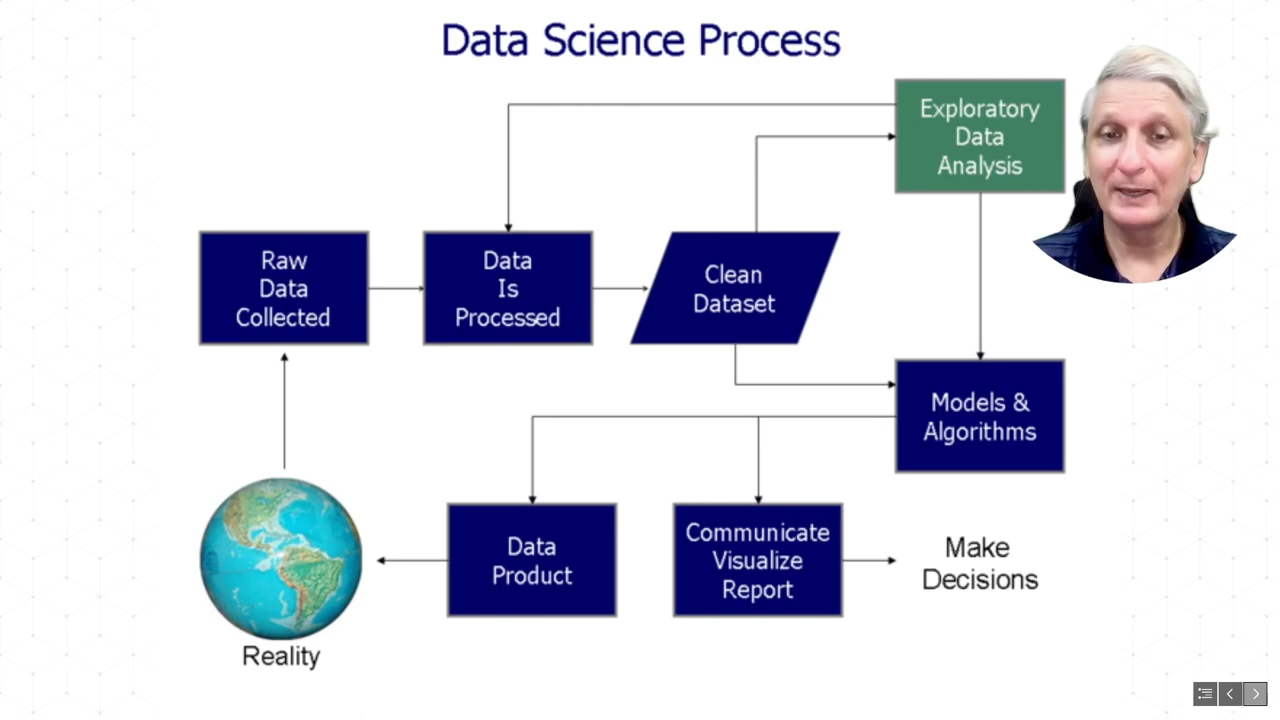 Data Science Process
Exploratory
Data
Analysis
Raw
Data
Collected
Data
Is
Processed
Clean
Dataset
Models &
Algorithms
Data
Product
Communicate
Visualize
Report
Make
Decisions
Reality